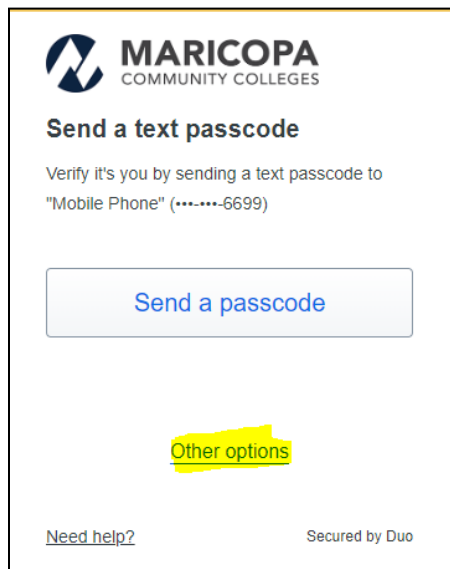 MARICOPA
COMMUNITY COLLEGES
Send a text passcode
Verify it's you by sending a text passcode to
"Mobile Phone" (•••-•••-6699)
Send a passcode
Other options
Need help?
Secured by Duo